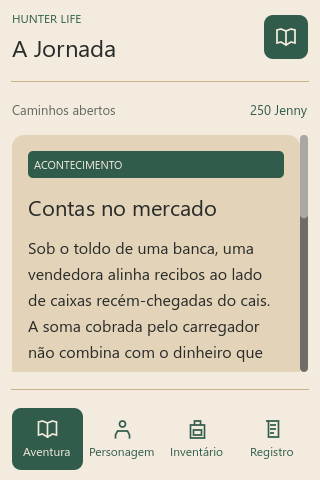 HUNTER LIFE
A Jornada
Caminhos abertos
250 Jenny
ACONTECIMENTO
Contas no mercado
Sob o toldo de uma banca, uma
vendedora alinha recibos ao lado
de caixas recém-chegadas do cais.
A soma cobrada pelo carregador
não combina com o dinheiro que
Aventura
Personagem
Inventário
Registro